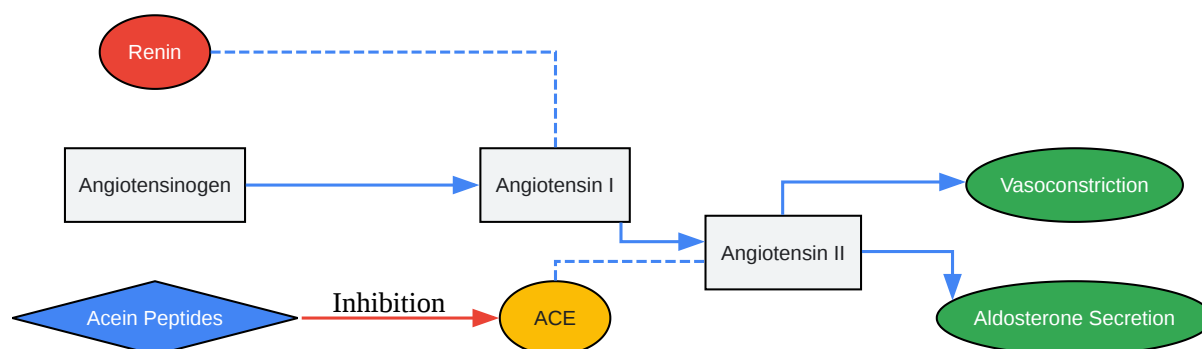 Renin
Angiotensinogen
Angiotensin I
Vasoconstriction
Angiotensin II
Acein Peptides
Inhibition
ACE
Aldosterone Secretion